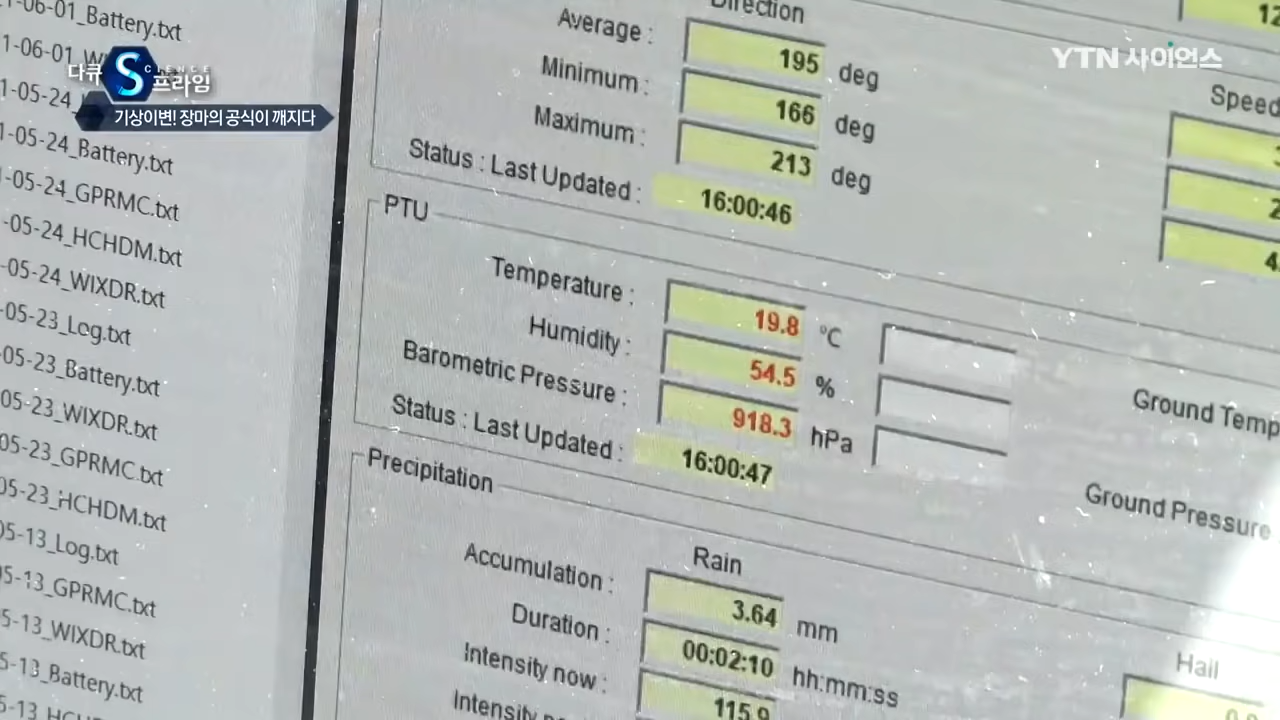 1-06-01_Battery.txt
1-06-01
1-05-24
1-05-24_Battery.txt
-05-24_GPRMC.txt
-05-24_HCHDM.txt
-05-24_WIXDR.txt
-05-23_Log.txt
-05-23_Battery.txt
05-23_WIXDR.txt
05-23_GPRMC.txt
05-23_HCHDM.txt
05-13_Log.txt
05-13_GPRMC.txt
5-13_WIXDR.txt
5-13_Battery.txt
다큐 SCIENCE 프라임
기상이변! 장마의 공식이 깨지다
YTN 사이언스
Direction
Average : 195 deg
Minimum : 166 deg
Maximum : 213 deg
Status : Last Updated : 16:00:46
Speed
PTU
Temperature : 19.8 °C
Humidity : 54.5 %
Barometric Pressure : 918.3 hPa
Status : Last Updated : 16:00:47
Ground Temp
Ground Pressure
Precipitation
Rain
Accumulation : 3.64 mm
Duration : 00:02:10 hh:mm:ss
Intensity now : 115.9
Hail